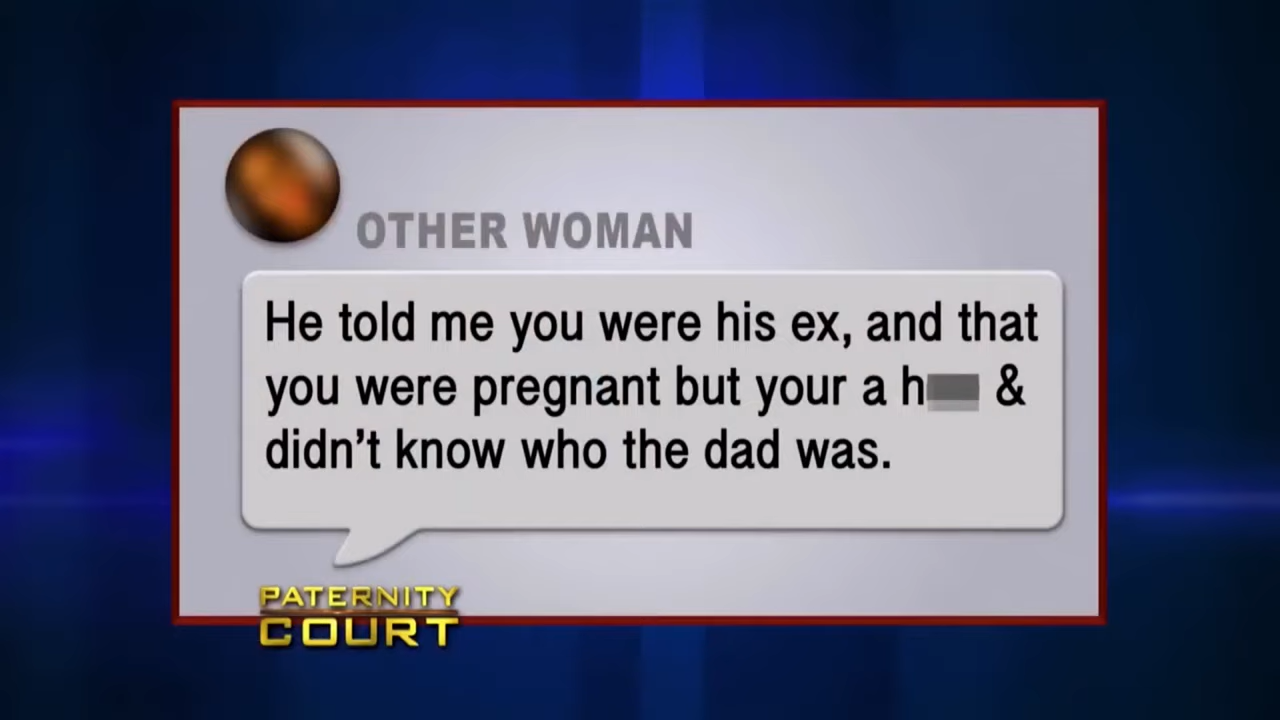 OTHER WOMAN
He told me you were his ex, and that
you were pregnant but your a h &
didn't know who the dad was.
PATERNITY
COURT